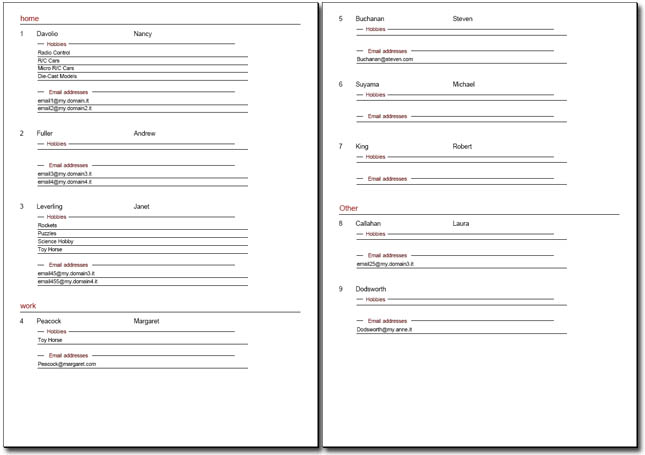 home
1 Davolio Nancy
Hobbies
Radio Control
R/C Cars
Micro R/C Cars
Die-Cast Models
Email addresses
email1@my.domain.it
email2@my.domain2.it
2 Fuller Andrew
Hobbies
Email addresses
email3@my.domain3.it
email4@my.domain4.it
3 Leverling Janet
Hobbies
Rockets
Puzzles
Science Hobby
Toy Horse
Email addresses
email45@my.domain3.it
email455@my.domain4.it
work
4 Peacock Margaret
Hobbies
Toy Horse
Email addresses
Peacock@margaret.com
5 Buchanan Steven
Hobbies
Email addresses
Buchanan@steven.com
6 Suyama Michael
Hobbies
Email addresses
7 King Robert
Hobbies
Email addresses
Other
8 Callahan Laura
Hobbies
Email addresses
email25@my.domain3.it
9 Dodsworth
Hobbies
Email addresses
Dodsworth@my.anne.it